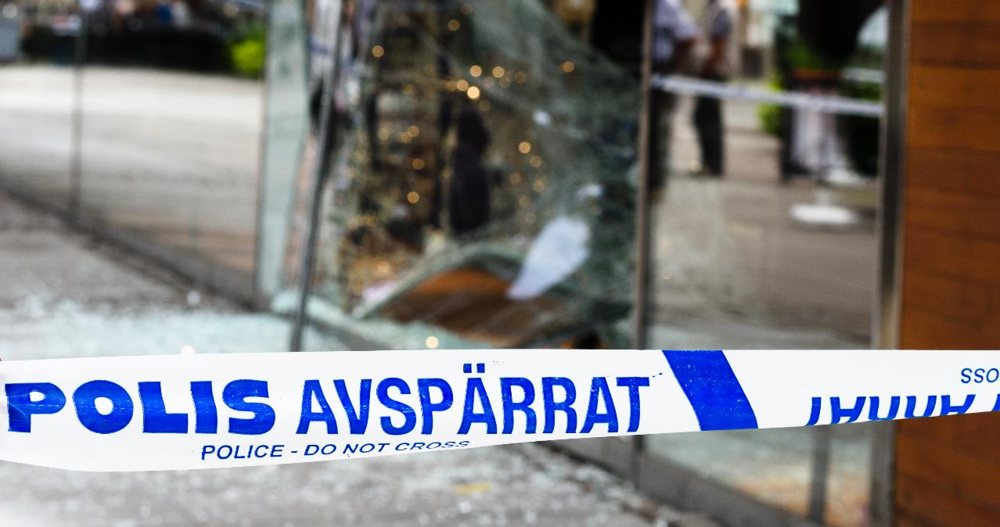 POLIS AVSPÄRRAT
POLICE - DO NOT CROSS